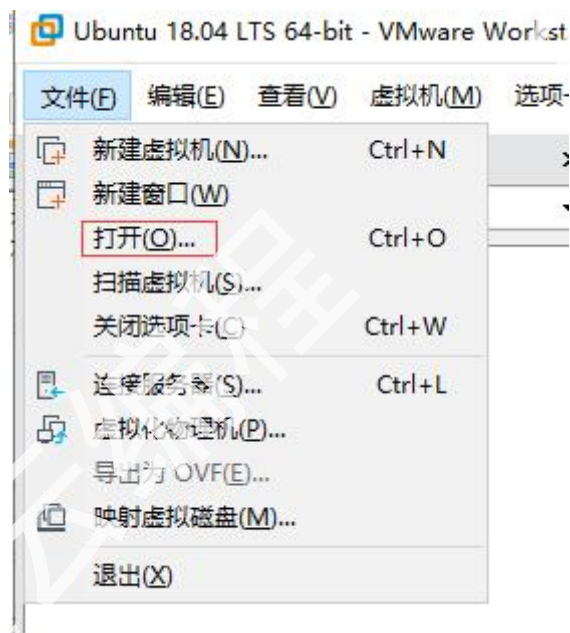 Ubuntu 18.04 LTS 64-bit - VMware Workst
文件(F) 编辑(E) 查看(V) 虚拟机(M) 选项
新建虚拟机(N)... Ctrl+N
新建窗口(W)
打开(O)... Ctrl+O
扫描虚拟机(S)...
关闭选项卡(C) Ctrl+W
连接服务器(S)... Ctrl+L
虚拟化物理机(P)...
导出为 OVF(E)...
映射虚拟磁盘(M)...
退出(X)
云编程